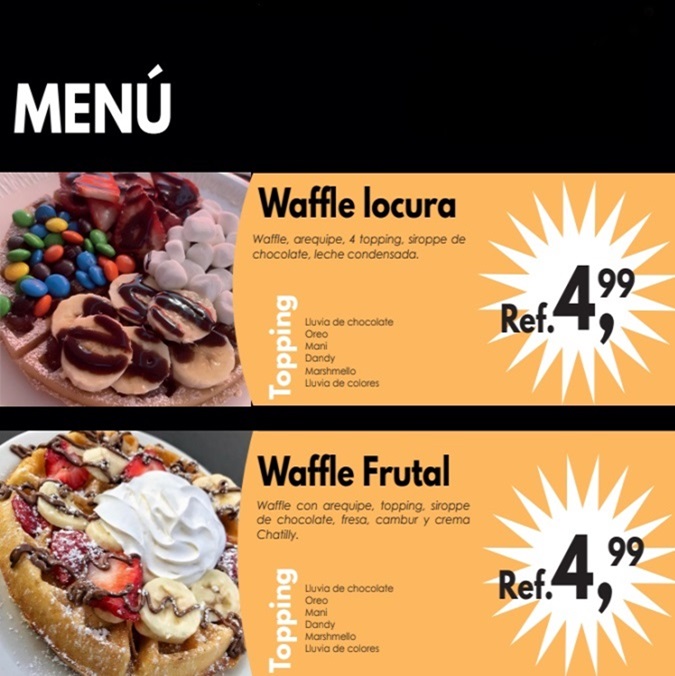 MENÚ
Waffle locura
Waffle, arequipe, 4 topping, siroppe de
chocolate, leche condensada.
Topping
Lluvia de chocolate
Oreo
Mani
Dandy
Marshmello
Lluvia de colores
Ref.4,99
Waffle Frutal
Waffle con arequipe, topping, siroppe
de chocolate, fresa, cambur y crema
Chatilly.
Topping
Lluvia de chocolate
Oreo
Mani
Dandy
Marshmello
Lluvia de colores
Ref.4,99